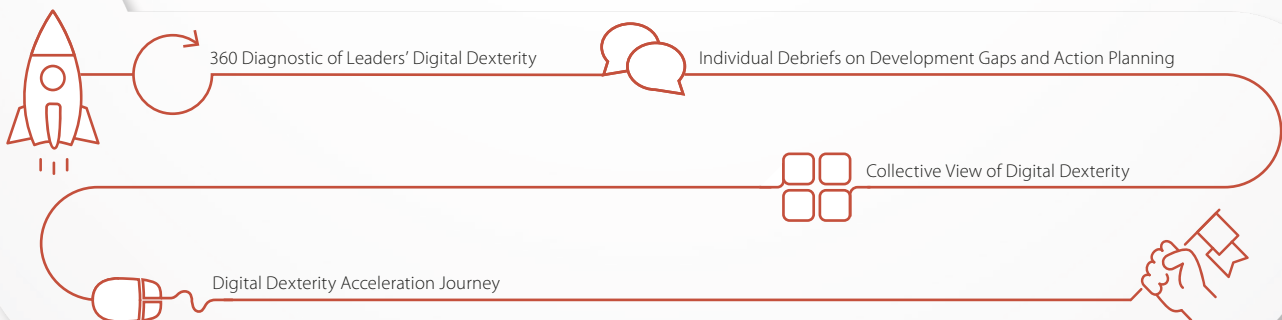 360 Diagnostic of Leaders’ Digital Dexterity
Individual Debriefs on Development Gaps and Action Planning
Collective View of Digital Dexterity
Digital Dexterity Acceleration Journey